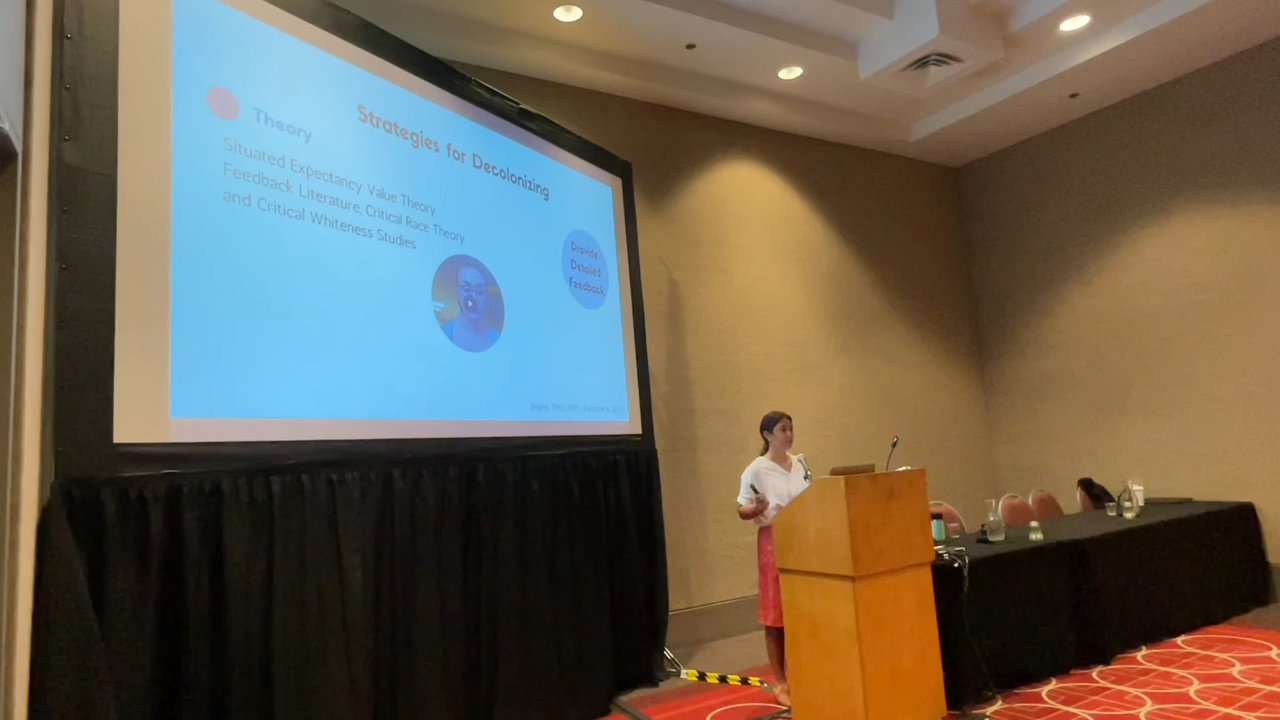 Strategies for Decolonizing
Theory
Situated Expectancy Value Theory,
Feedback Literature, Critical Race Theory
and Critical Whiteness Studies
Provide
Detailed
Feedback